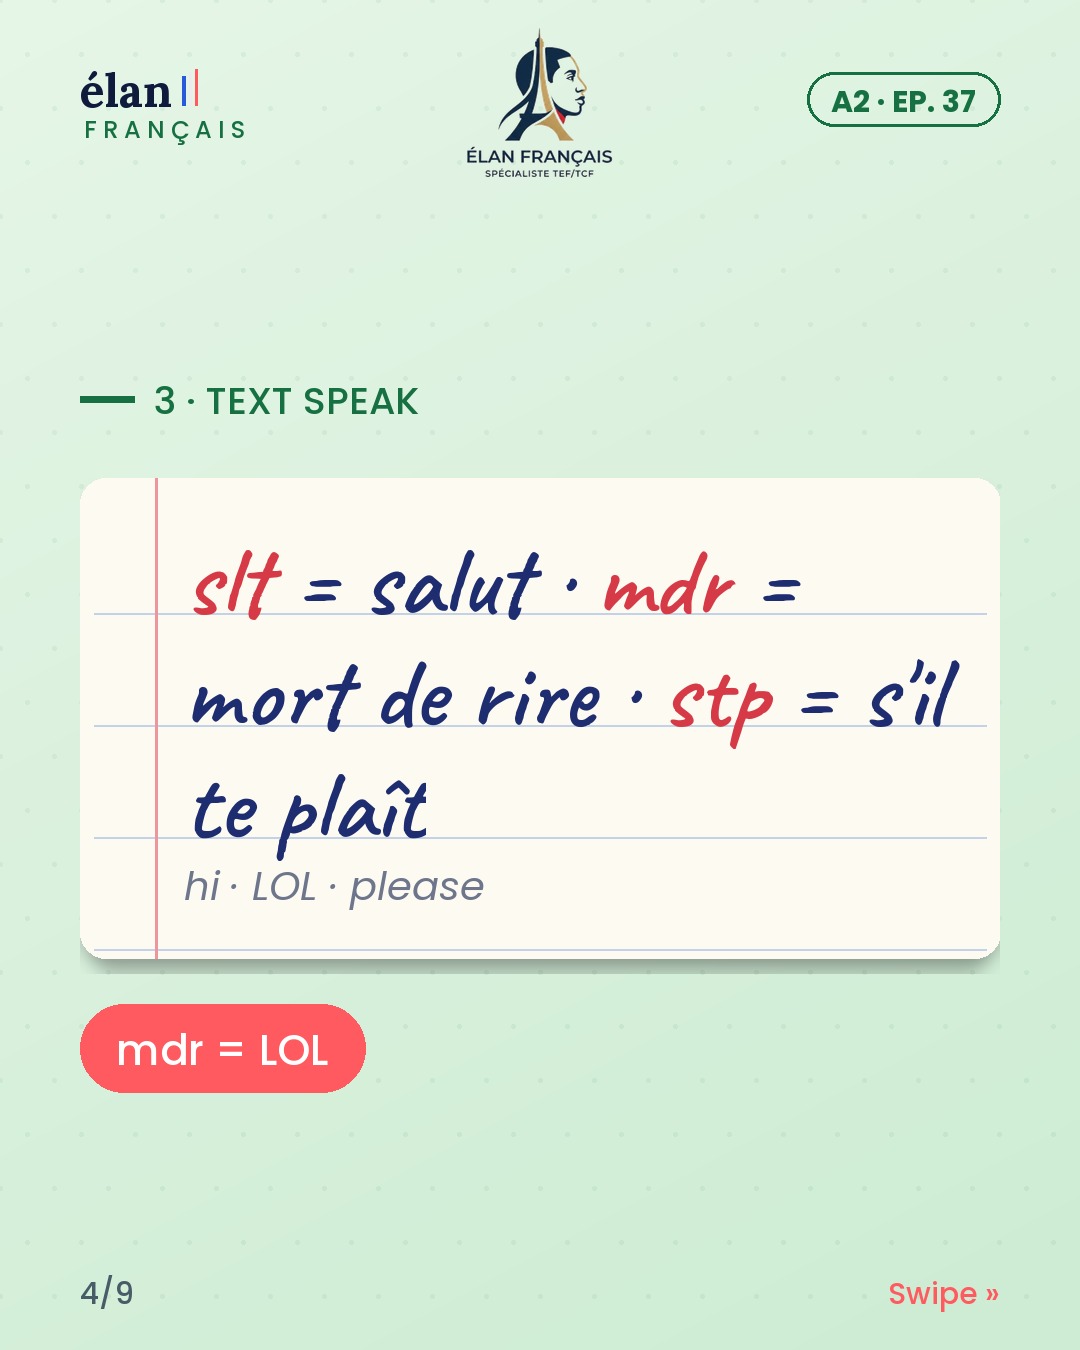 élan
FRANÇAIS
ÉLAN FRANÇAIS
SPÉCIALISTE TEF/TCF
A2 · EP. 37
3 · TEXT SPEAK
slt = salut · mdr =
mort de rire · stp = s'il
te plaît
hi · LOL · please
mdr = LOL
4/9
Swipe »